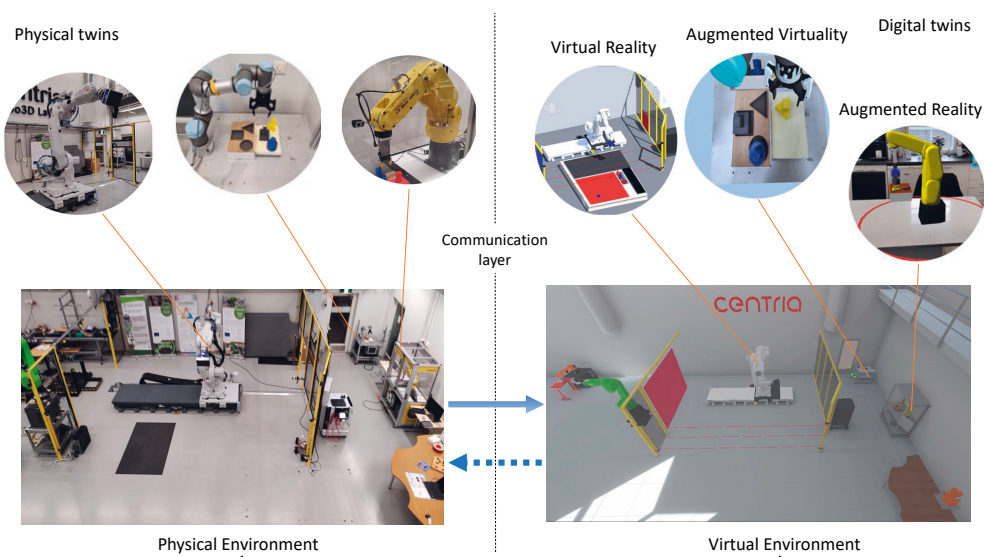 Physical twins
Virtual Reality
Augmented Virtuality
Digital twins
Augmented Reality
Communication
layer
CENTRIA
Physical Environment
Virtual Environment